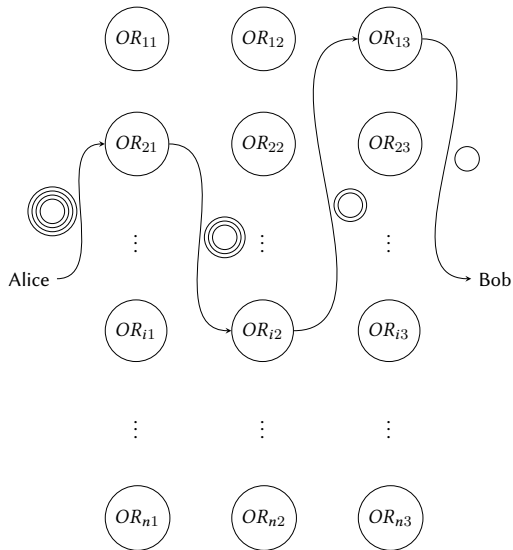 OR₁₁ OR₁₂ OR₁₃
OR₂₁ OR₂₂ OR₂₃
⋮ ⋮ ⋮
Alice Bob
ORᵢ₁ ORᵢ₂ ORᵢ₃
⋮ ⋮ ⋮
ORₙ₁ ORₙ₂ ORₙ₃